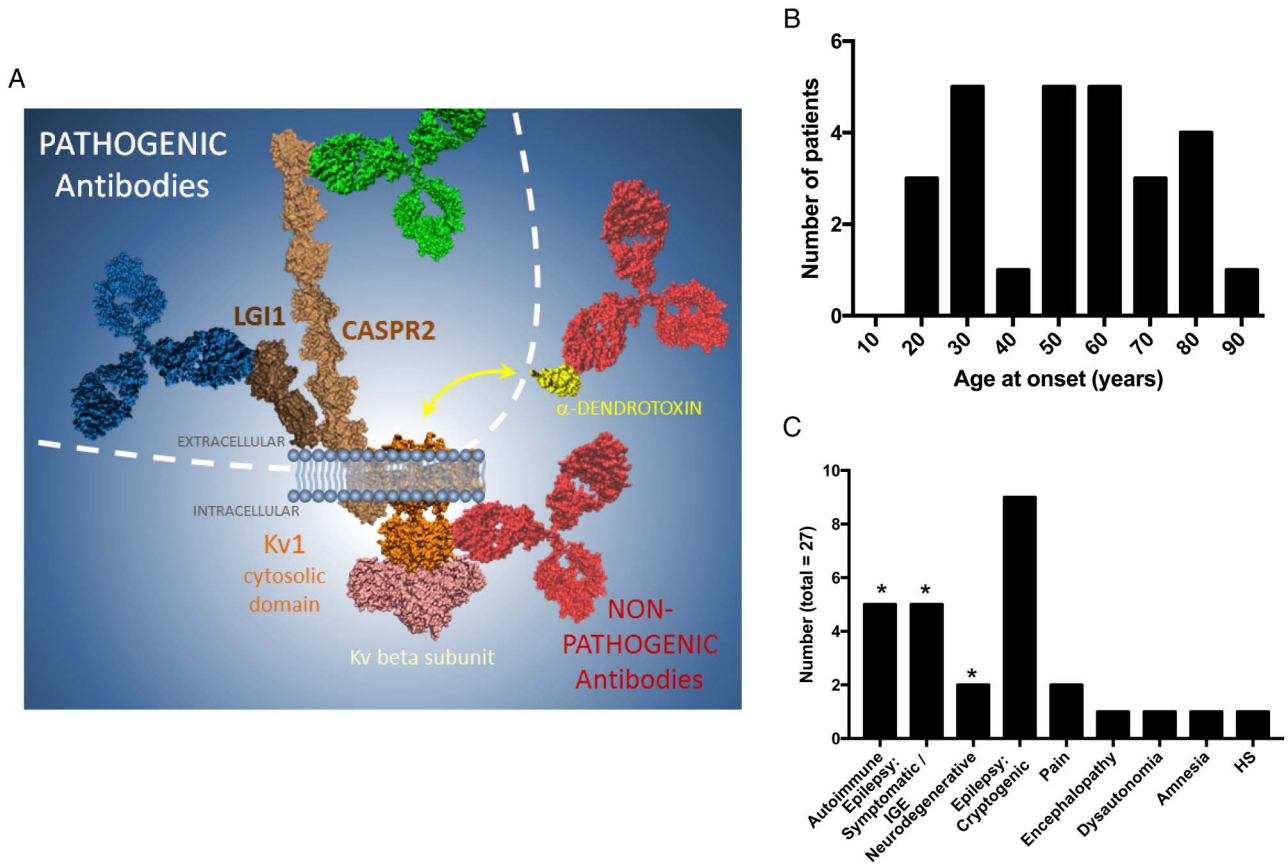 A
PATHOGENIC
Antibodies
LGI1
CASPR2
α-DENDROTOXIN
EXTRACELLULAR
INTRACELLULAR
Kv1
cytosolic
domain
Kv beta subunit
NON-
PATHOGENIC
Antibodies
B
Number of patients
6
4
2
0
10
20
30
40
50
60
70
80
90
Age at onset (years)
C
Number (total = 27)
10
8
6
4
2
0
*
*
*
Autoimmune
Epilepsy:
Symptomatic /
IGE
Neurodegenerative
Epilepsy:
Cryptogenic
Pain
Encephalopathy
Dysautonomia
Amnesia
HS